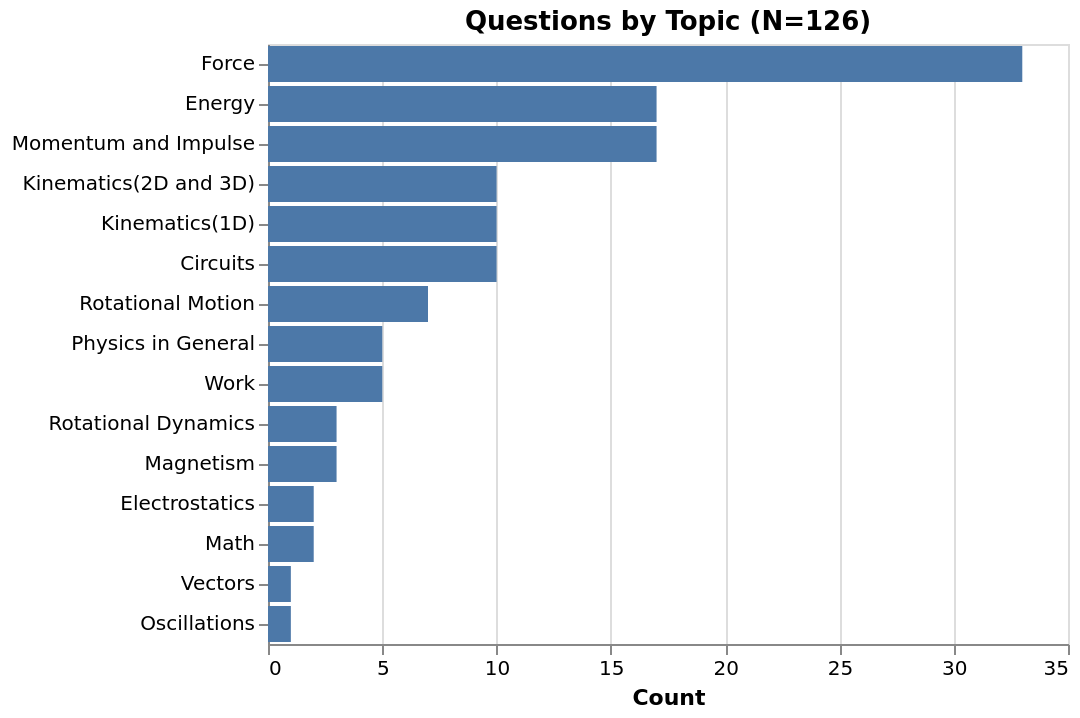 Questions by Topic (N=126)
Force
Energy
Momentum and Impulse
Kinematics(2D and 3D)
Kinematics(1D)
Circuits
Rotational Motion
Physics in General
Work
Rotational Dynamics
Magnetism
Electrostatics
Math
Vectors
Oscillations
0 5 10 15 20 25 30 35
Count